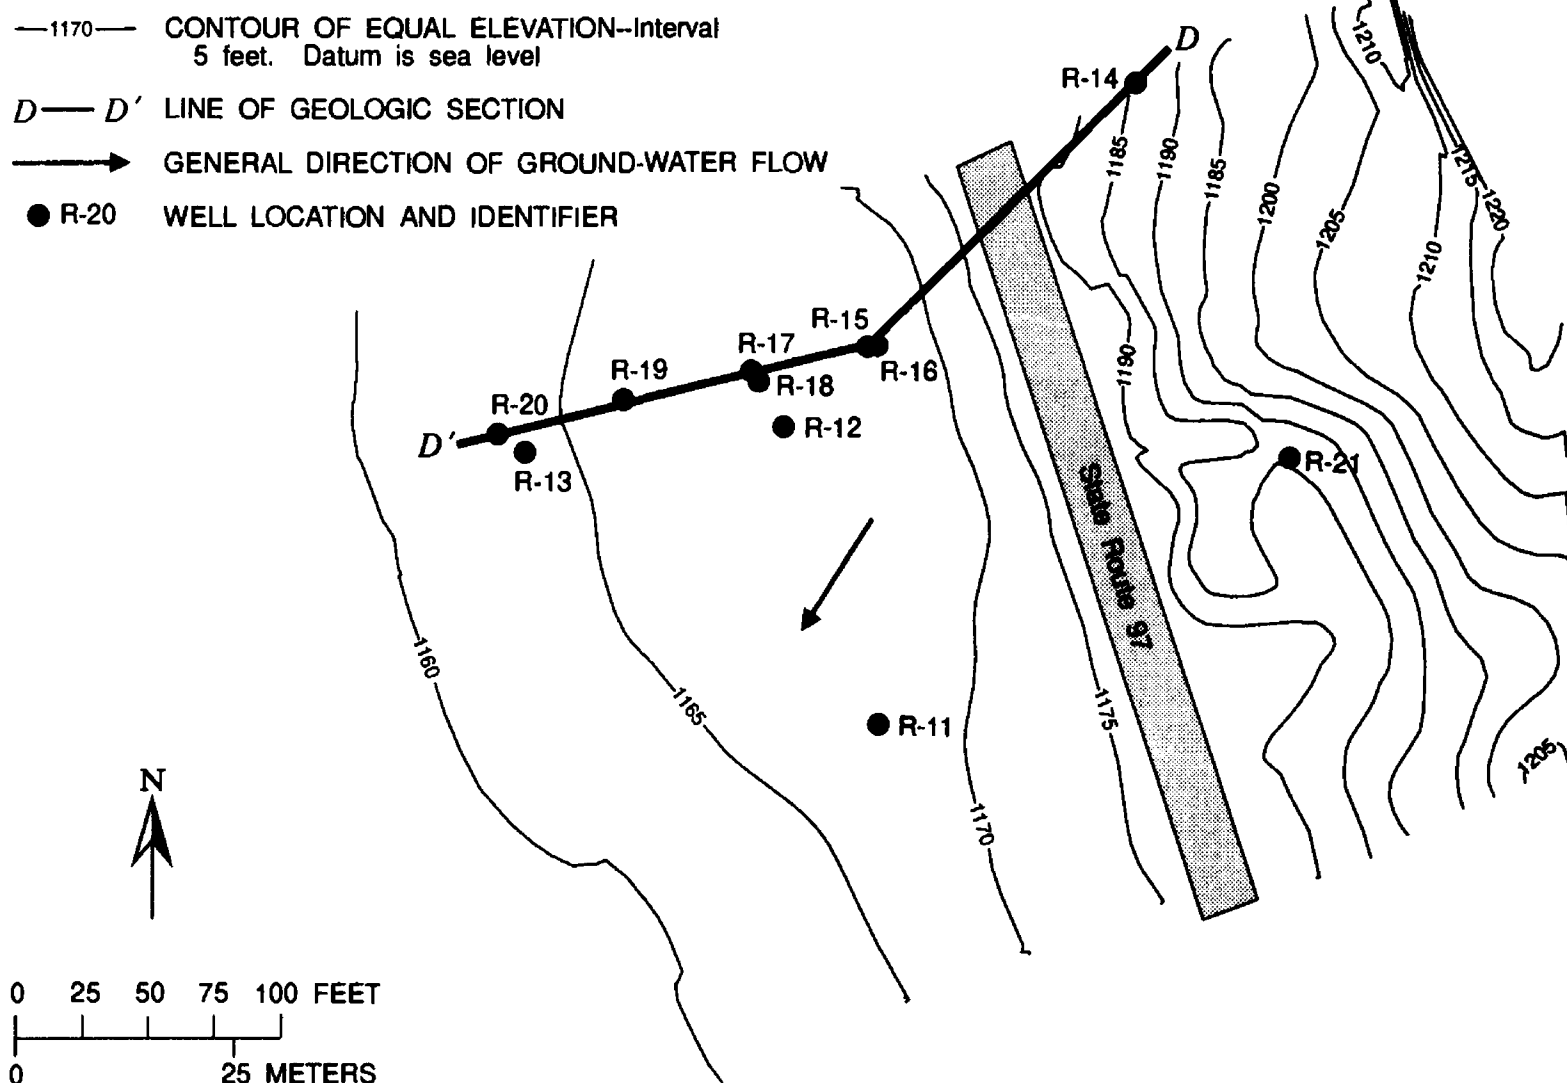 1170 CONTOUR OF EQUAL ELEVATION--Interval
5 feet. Datum is sea level
D D' LINE OF GEOLOGIC SECTION
GENERAL DIRECTION OF GROUND-WATER FLOW
R-20 WELL LOCATION AND IDENTIFIER
D
R-14
1210
1185
1190
1185
1200
1205
1210
1215
1220
R-15
R-16
R-17
R-18
R-19
R-12
R-20
D'
R-13
1190
R-21
State Route 97
1160
1165
1175
R-11
1170
1205
N
0 25 50 75 100 FEET
0 25 METERS